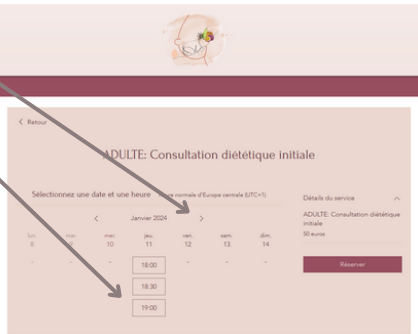 < Retour
ADULTE: Consultation diététique initiale
Sélectionnez une date et une heure
normale d'Europe centrale (UTC+1)
Détails du service
ADULTE: Consultation diététique
initiale
50 euros
Réserver
< Janvier 2024 >
lun. mar. mer. jeu. ven. sam. dim.
8 9 10 11 12 13 14
- - - 18:00 - - -
18:30
19:00